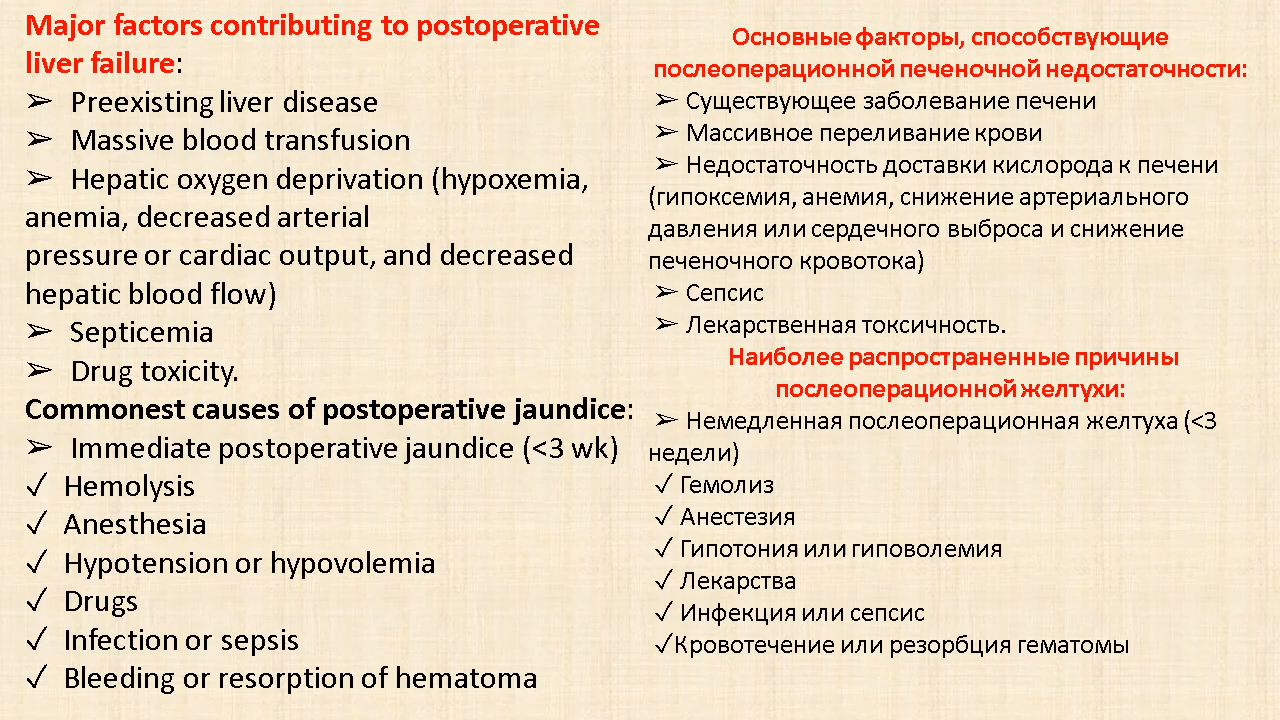 Major factors contributing to postoperative
liver failure:
➢ Preexisting liver disease
➢ Massive blood transfusion
➢ Hepatic oxygen deprivation (hypoxemia,
anemia, decreased arterial
pressure or cardiac output, and decreased
hepatic blood flow)
➢ Septicemia
➢ Drug toxicity.
Commonest causes of postoperative jaundice:
➢ Immediate postoperative jaundice (<3 wk)
✓ Hemolysis
✓ Anesthesia
✓ Hypotension or hypovolemia
✓ Drugs
✓ Infection or sepsis
✓ Bleeding or resorption of hematoma
Основные факторы, способствующие
послеоперационной печеночной недостаточности:
➢ Существующее заболевание печени
➢ Массивное переливание крови
➢ Недостаточность доставки кислорода к печени
(гипоксемия, анемия, снижение артериального
давления или сердечного выброса и снижение
печеночного кровотока)
➢ Сепсис
➢ Лекарственная токсичность.
Наиболее распространенные причины
послеоперационной желтухи:
➢ Немедленная послеоперационная желтуха (<3
недели)
✓ Гемолиз
✓ Анестезия
✓ Гипотония или гиповолемия
✓ Лекарства
✓ Инфекция или сепсис
✓Кровотечение или резорбция гематомы